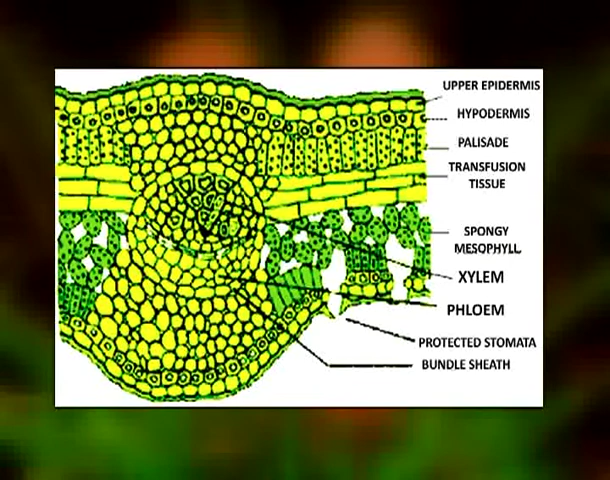 UPPER EPIDERMIS
HYPODERMIS
PALISADE
TRANSFUSION
TISSUE
SPONGY
MESOPHYLL
XYLEM
PHLOEM
PROTECTED STOMATA
BUNDLE SHEATH